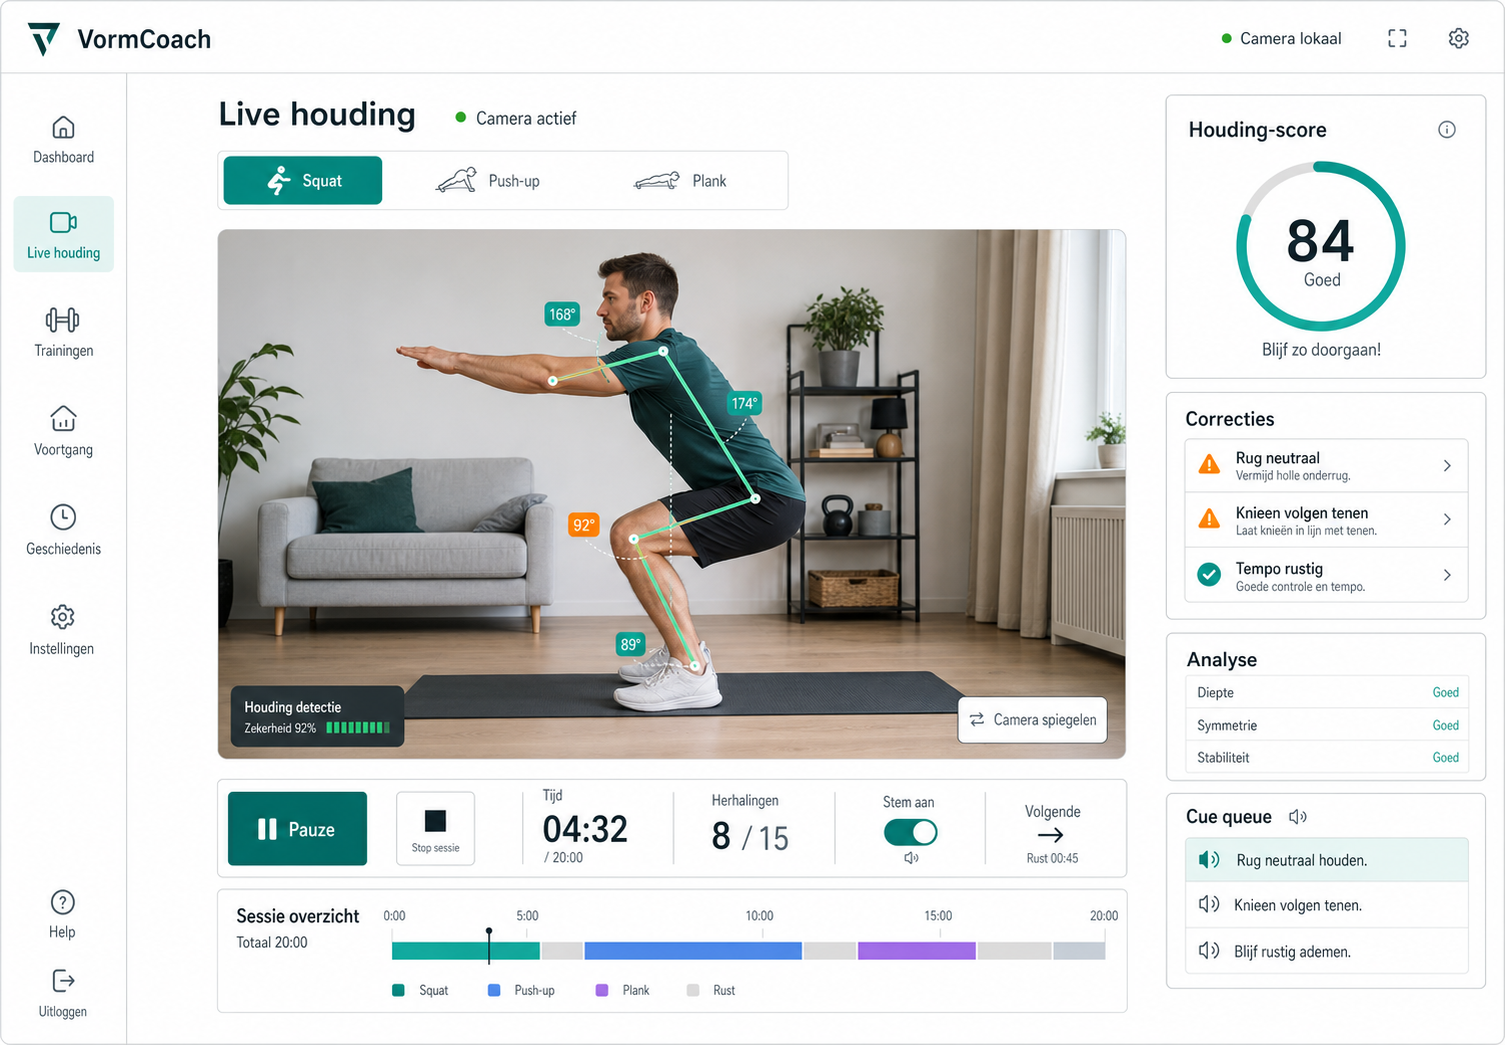 VormCoach
Camera lokaal
Dashboard
Live houding
Trainingen
Voortgang
Geschiedenis
Instellingen
Help
Uitloggen
Live houding
Camera actief
Squat
Push-up
Plank
168°
174°
92°
89°
Houding detectie
Zekerheid 92%
Camera spiegelen
Pauze
Stop sessie
Tijd
04:32
/ 20:00
Herhalingen
8 / 15
Stem aan
Volgende
Rust 00:45
Sessie overzicht
Totaal 20:00
0:00
5:00
10:00
15:00
20:00
Squat
Push-up
Plank
Rust
Houding-score
84
Goed
Blijf zo doorgaan!
Correcties
Rug neutraal
Vermijd holle onderrug.
Knieen volgen tenen
Laat knieën in lijn met tenen.
Tempo rustig
Goede controle en tempo.
Analyse
Diepte Goed
Symmetrie Goed
Stabiliteit Goed
Cue queue
Rug neutraal houden.
Knieen volgen tenen.
Blijf rustig ademen.